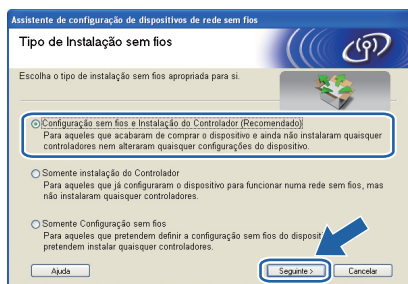 Assistente de configuração de dispositivos de rede sem fios
Tipo de Instalação sem fios
Escolha o tipo de instalação sem fios apropriada para si.
Configuração sem fios e Instalação do Controlador (Recomendado)
Para aqueles que acabaram de comprar o dispositivo e ainda não instalaram quaisquer
controladores nem alteraram quaisquer configurações do dispositivo.
Somente instalação do Controlador
Para aqueles que já configuraram o dispositivo para funcionar numa rede sem fios, mas
não instalaram quaisquer controladores.
Somente Configuração sem fios
Para aqueles que pretendem definir a configuração sem fios do
pretendem instalar quaisquer controladores.
Ajuda
Seguinte >
Cancelar